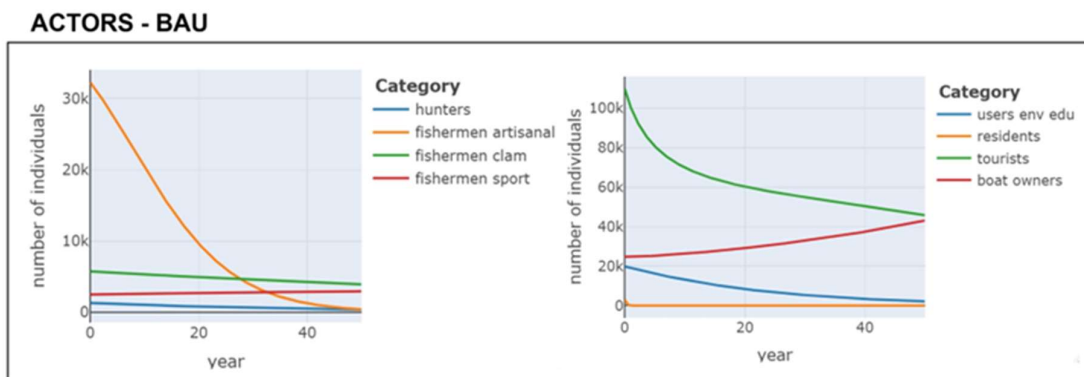 ACTORS - BAU
number of individuals
30k
20k
10k
0
0
20
40
year
Category
hunters
fishermen artisanal
fishermen clam
fishermen sport
number of individuals
100k
80k
60k
40k
20k
0
0
20
40
year
Category
users env edu
residents
tourists
boat owners